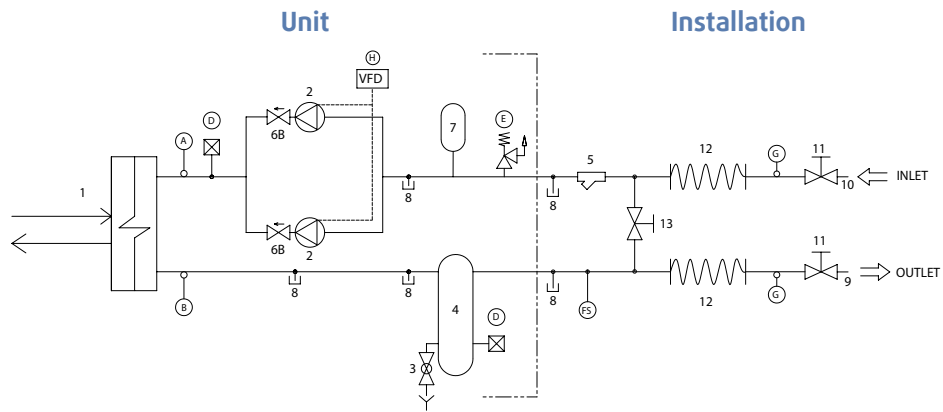 Unit
Installation
H
VFD
2
D
A
6B
7
E
5
12
G
11
10
INLET
1
8
8
13
6B
2
11
9
OUTLET
12
G
B
8
8
4
8
FS
D
3